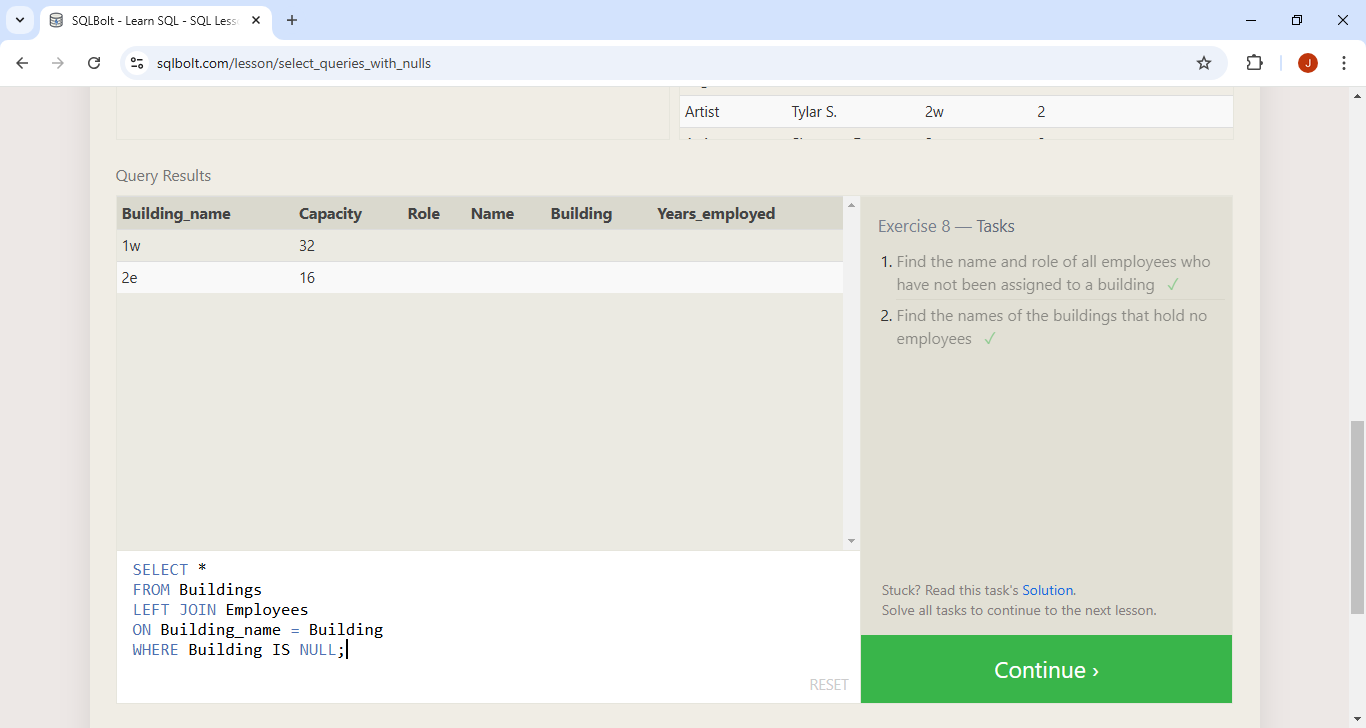 SQLBolt - Learn SQL - SQL Less
sqlbolt.com/lesson/select_queries_with_nulls
J
Artist Tylar S. 2w 2
Query Results
Building_name Capacity Role Name Building Years_employed
1w 32
2e 16
Exercise 8 — Tasks
1. Find the name and role of all employees who
have not been assigned to a building ✓
2. Find the names of the buildings that hold no
employees ✓
SELECT *
FROM Buildings
LEFT JOIN Employees
ON Building_name = Building
WHERE Building IS NULL;
RESET
Stuck? Read this task's Solution.
Solve all tasks to continue to the next lesson.
Continue ›